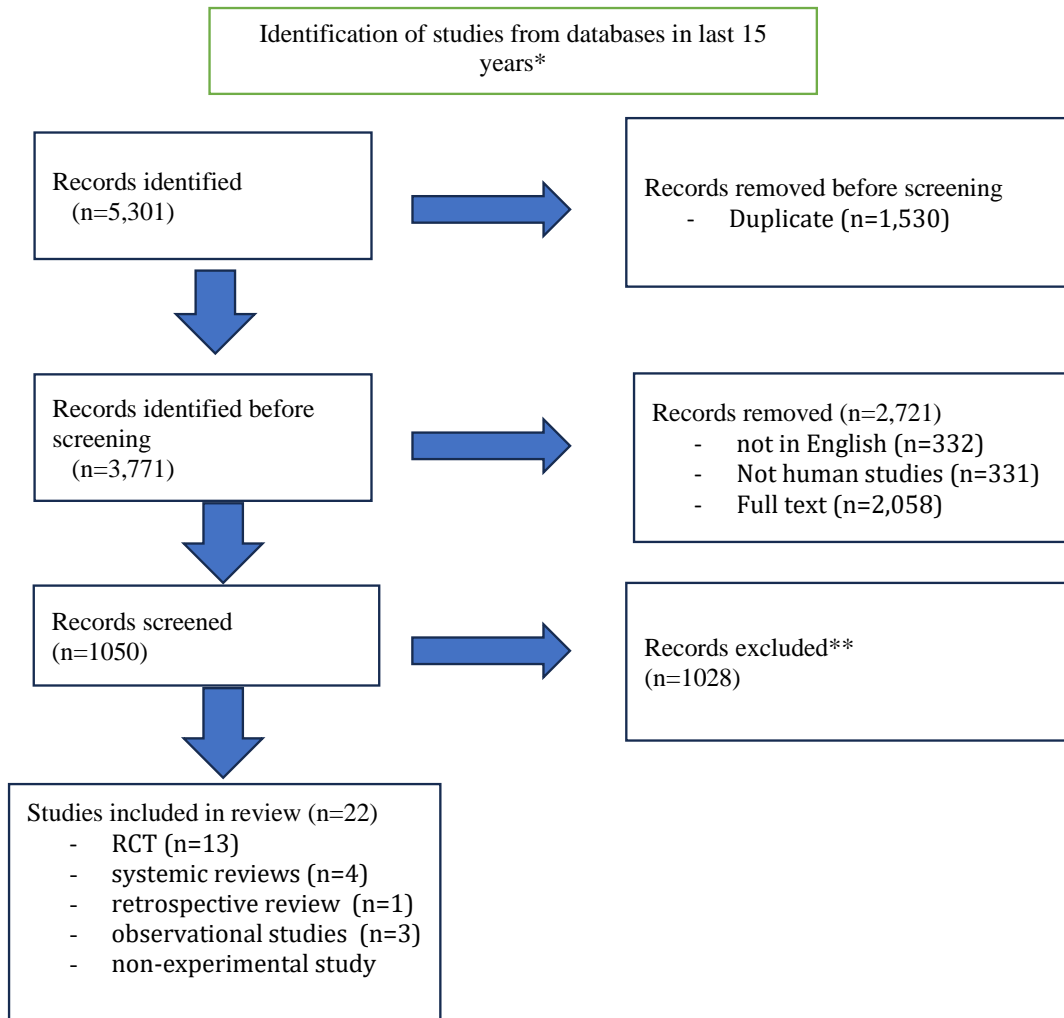 Identification of studies from databases in last 15
years*
Records identified
(n=5,301)
Records removed before screening
- Duplicate (n=1,530)
Records identified before
screening
(n=3,771)
Records removed (n=2,721)
- not in English (n=332)
- Not human studies (n=331)
- Full text (n=2,058)
Records screened
(n=1050)
Records excluded**
(n=1028)
Studies included in review (n=22)
- RCT (n=13)
- systemic reviews (n=4)
- retrospective review (n=1)
- observational studies (n=3)
- non-experimental study